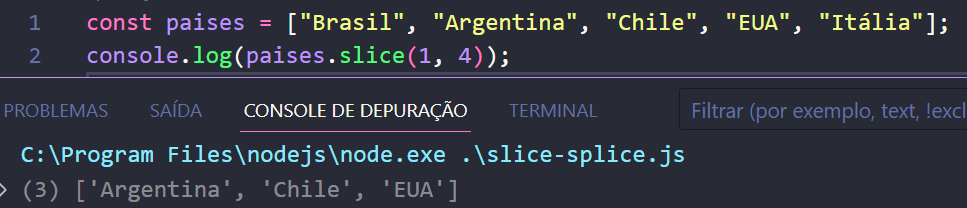 1 const paises = ["Brasil", "Argentina", "Chile", "EUA", "Itália"];
2 console.log(paises.slice(1, 4));
PROBLEMAS SAÍDA CONSOLE DE DEPURAÇÃO TERMINAL Filtrar (por exemplo, text, !excl
C:\Program Files\nodejs\node.exe .\slice-splice.js
> (3) ['Argentina', 'Chile', 'EUA']